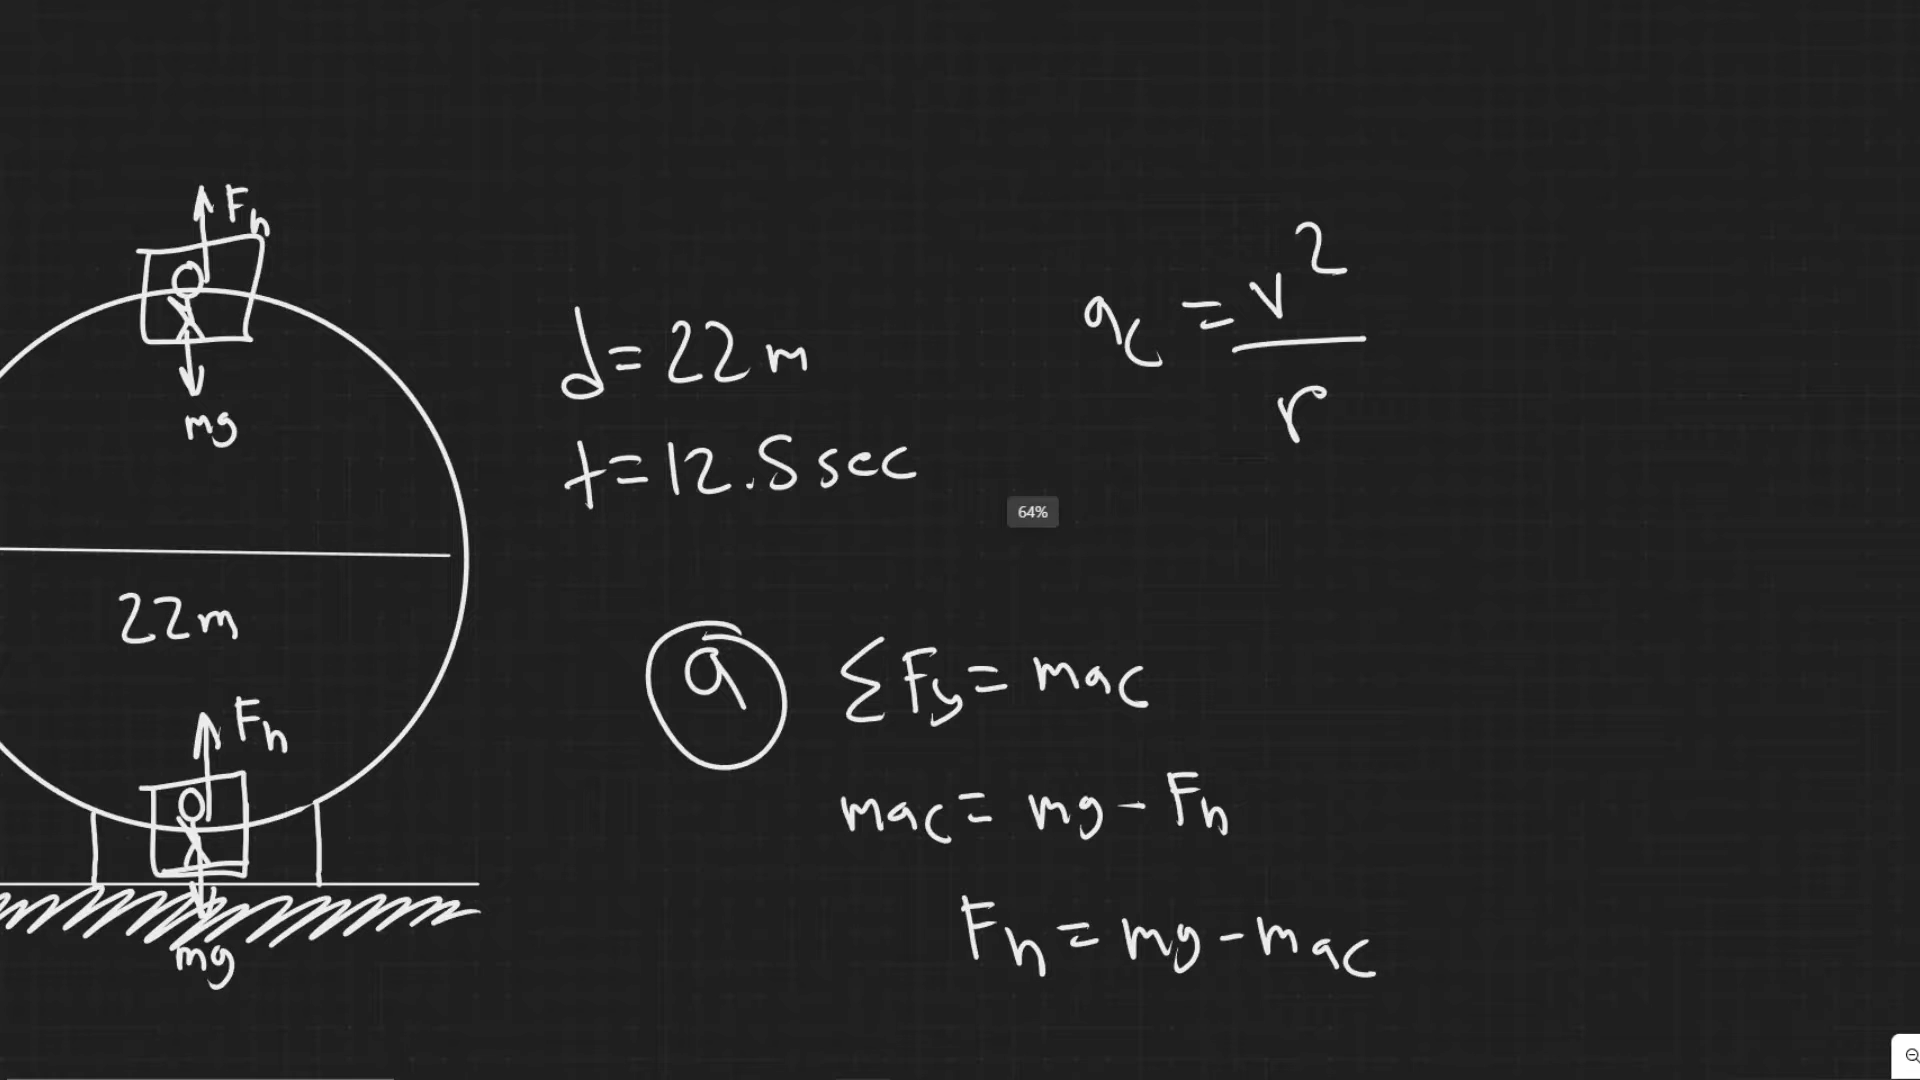 Fn
mg
22m
Fn
mg
d=22m
t=12.5sec
ac = v²/r
64%
a ΣFy = mac
mac = mg - Fn
Fn = mg - mac